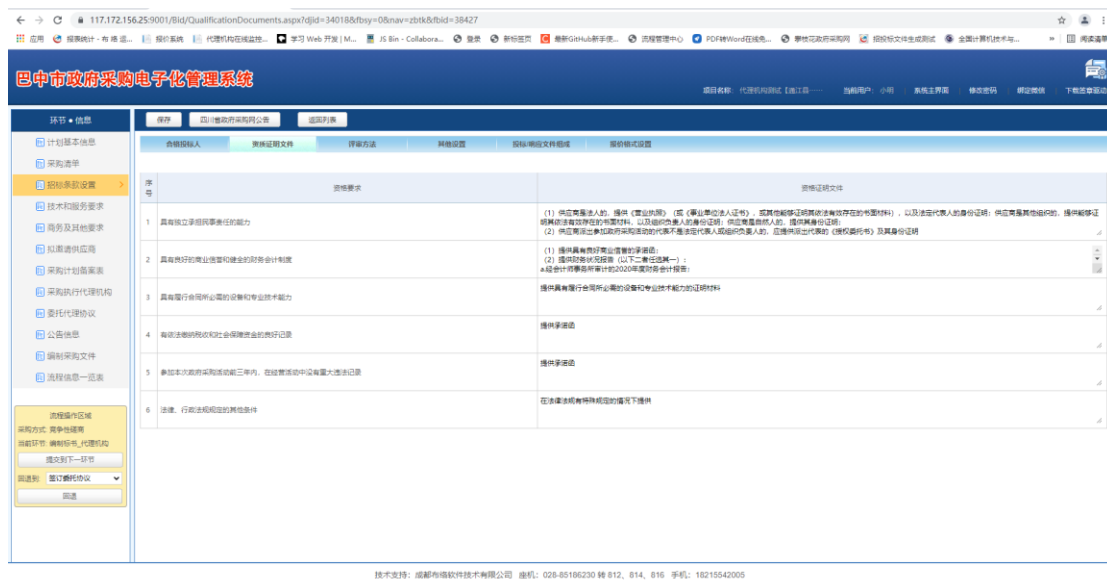 117.172.156.25:9001/Bid/QualificationDocuments.aspx?djid=34018&fbsy=0&nav=zbtk&fbid=38427
应用 报表统计 - 布络 适... 报价系统 代理机构在线监控... 学习 Web 开发 | M... JS Bin - Collabora... 登录 新标签页 最新GitHub新手使... 流程管理中心 PDF转Word在线免... 攀枝花政府采购网 招投标文件生成测试 全国计算机技术与... » 阅读清单
巴中市政府采购电子化管理系统
项目名称: 当前用户: 小明 系统主界面 修改密码 绑定微信 下载签章驱动
环节 ● 信息
保存 四川省政府采购网公告 返回列表
计划基本信息
采购清单
招标条款设置 >
技术和服务要求
商务及其他要求
拟邀请供应商
采购计划备案表
采购执行代理机构
委托代理协议
公告信息
编制采购文件
流程信息一览表
合格投标人 资质证明文件 评审方法 其他设置 投标/响应文件组成 报价格式设置
序号 资格要求 资格证明文件
1 具有独立承担民事责任的能力
(1) 供应商是法人的, 提供《营业执照》(或《事业单位法人证书》, 或其他能够证明其依法有效存在的书面材料), 以及法定代表人的身份证明; 供应商是其他组织的, 提供能够证
明其依法有效存在的书面材料, 以及组织负责人的身份证明; 供应商是自然人的, 提供其身份证明;
(2) 供应商派出参加政府采购活动的代表不是法定代表人或组织负责人的, 应提供派出代表的《授权委托书》及其身份证明
2 具有良好的商业信誉和健全的财务会计制度
(1) 提供具有良好商业信誉的承诺函;
(2) 提供财务状况报告 (以下二者任选其一) :
a.经会计师事务所审计的2020年度财务会计报告;
3 具有履行合同所必需的设备和专业技术能力
提供具有履行合同所必需的设备和专业技术能力的证明材料
4 有依法缴纳税收和社会保障资金的良好记录
提供承诺函
5 参加本次政府采购活动前三年内, 在经营活动中没有重大违法记录
提供承诺函
6 法律、行政法规规定的其他条件
在法律法规有特殊规定的情况下提供
流程操作区域
采购方式: 竞争性磋商
当前环节: 编制标书_代理机构
提交到下一环节
回退到: 签订委托协议
回退
技术支持: 成都布络软件技术有限公司 座机: 028-85186230 转 812、814、816 手机: 18215542005